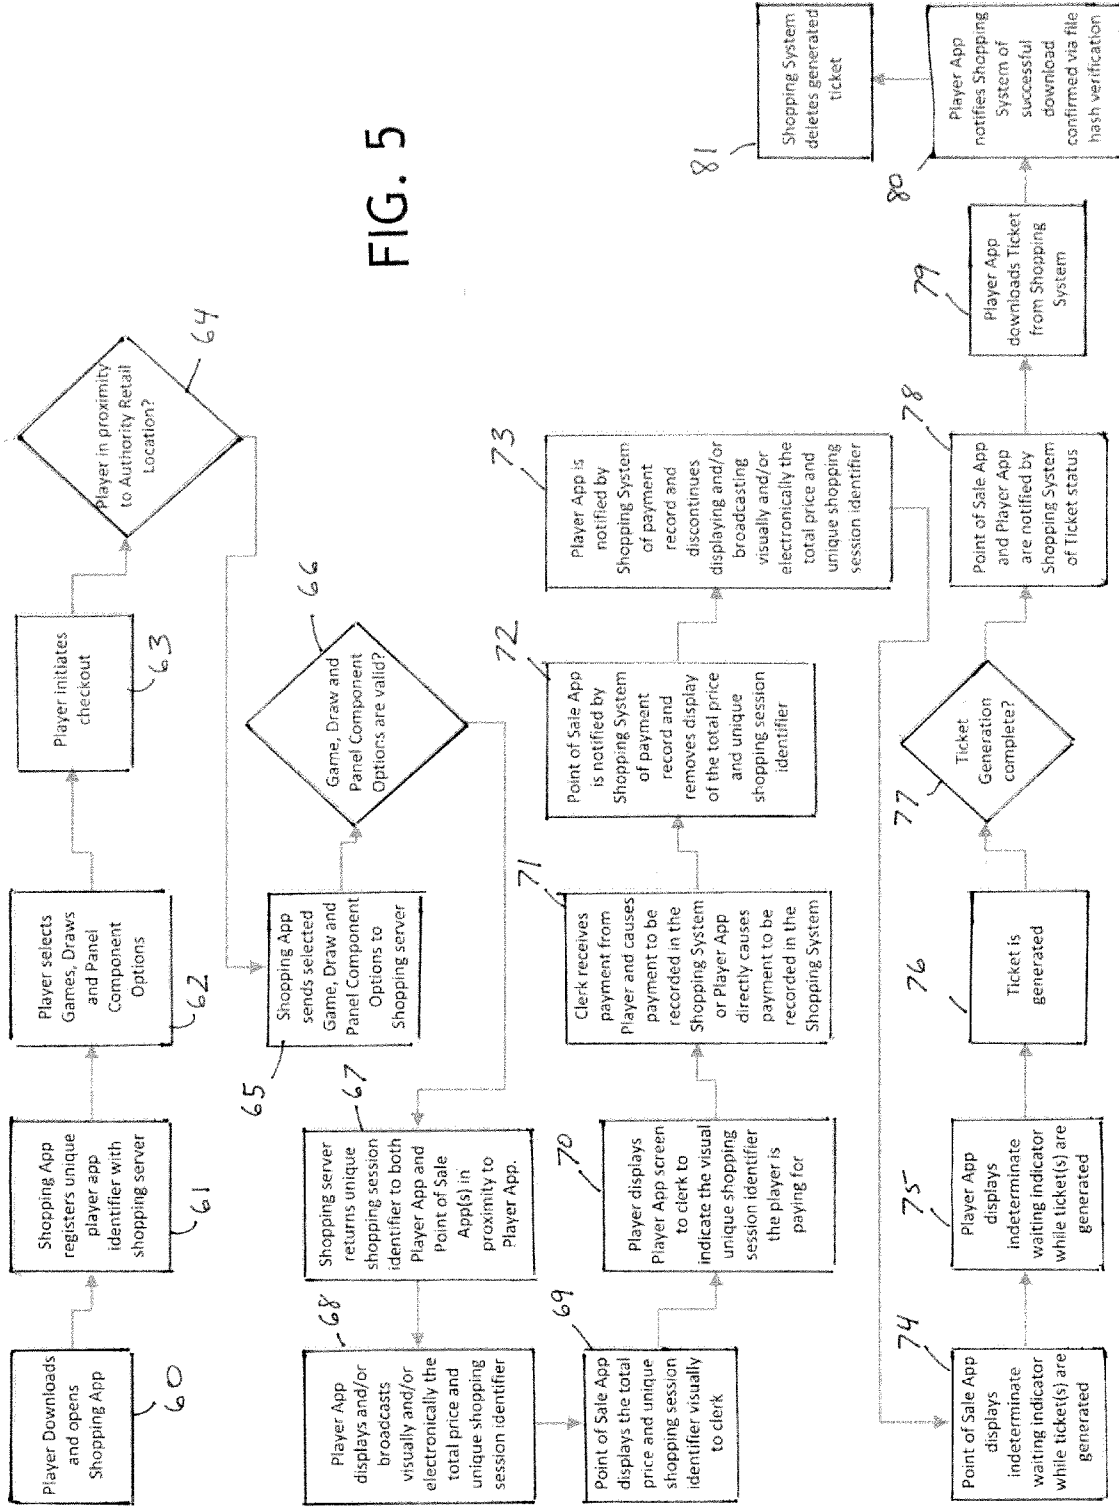 Player Downloads
and opens
Shopping App
60
Shopping App
registers unique
player app
identifier with
shopping server
61
Player selects
Games, Draws
and Panel
Component
Options
62
Player initiates
checkout
63
Player in proximity
to Authority Retail
Location?
64
65
Shopping App
sends selected
Game, Draw and
Panel Component
Options to
Shopping server
66
Game, Draw and
Panel Component
Options are valid?
FIG. 5
67
Shopping server
returns unique
shopping session
identifier to both
Player App and
Point of Sale
App(s) in
proximity to
Player App.
68
Player App
displays and/or
broadcasts
visually and/or
electronically the
total price and
unique shopping
session identifier
69
Point of Sale App
displays the total
price and unique
shopping session
identifier visually
to clerk
70
Player displays
Player App screen
to clerk to
indicate the visual
unique shopping
session identifier
the player is
paying for
71
Clerk receives
payment from
Player and causes
payment to be
recorded in the
Shopping System
or Player App
directly causes
payment to be
recorded in the
Shopping System
72
Point of Sale App
is notified by
Shopping System
of payment
record and
removes display
of the total price
and unique
shopping session
identifier
73
Player App is
notified by
Shopping System
of payment
record and
discontinues
displaying and/or
broadcasting
visually and/or
electronically the
total price and
unique shopping
session identifier
74
Point of Sale App
displays
indeterminate
waiting indicator
while ticket(s) are
generated
75
Player App
displays
indeterminate
waiting indicator
while ticket(s) are
generated
76
Ticket is
generated
77
Ticket
Generation
complete?
78
Point of Sale App
and Player App
are notified by
Shopping System
of Ticket status
79
Player App
downloads Ticket
from Shopping
System
80
Player App
notifies Shopping
System of
successful
download
confirmed via file
hash verification
81
Shopping System
deletes generated
ticket